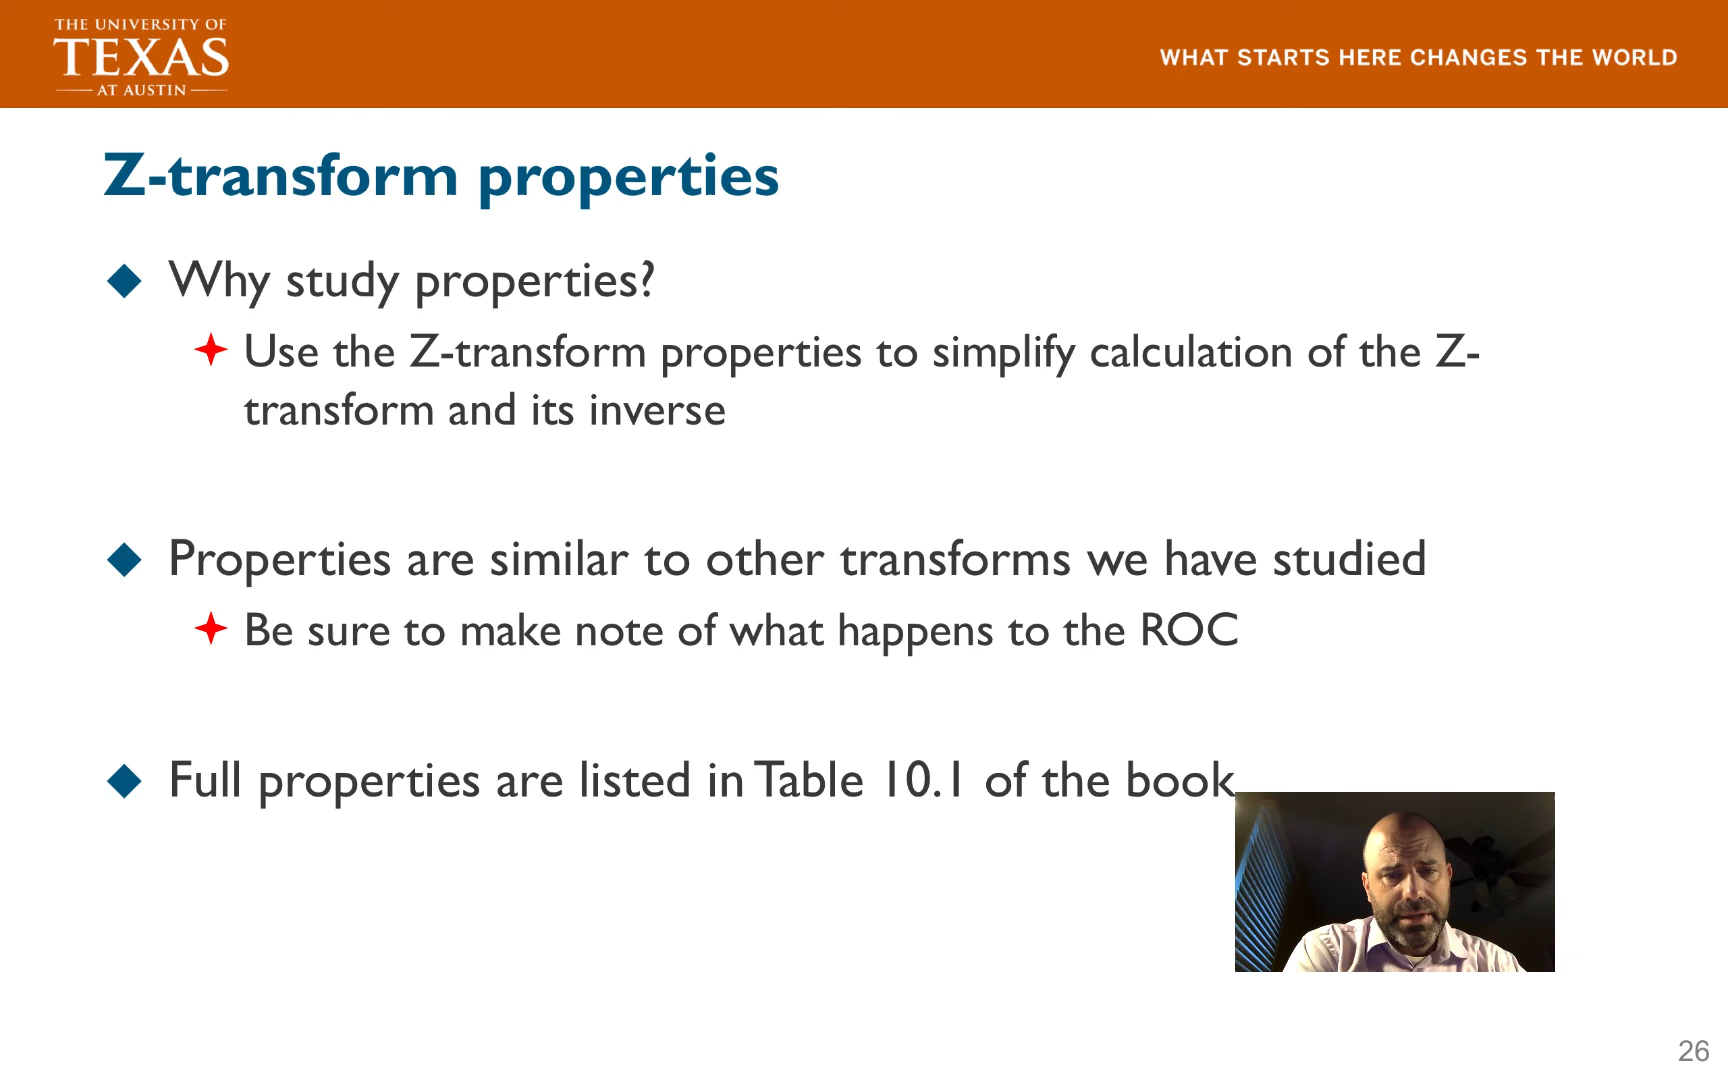 THE UNIVERSITY OF
TEXAS
AT AUSTIN
WHAT STARTS HERE CHANGES THE WORLD
Z-transform properties
Why study properties?
Use the Z-transform properties to simplify calculation of the Z-
transform and its inverse
Properties are similar to other transforms we have studied
Be sure to make note of what happens to the ROC
Full properties are listed in Table 10.1 of the book
26